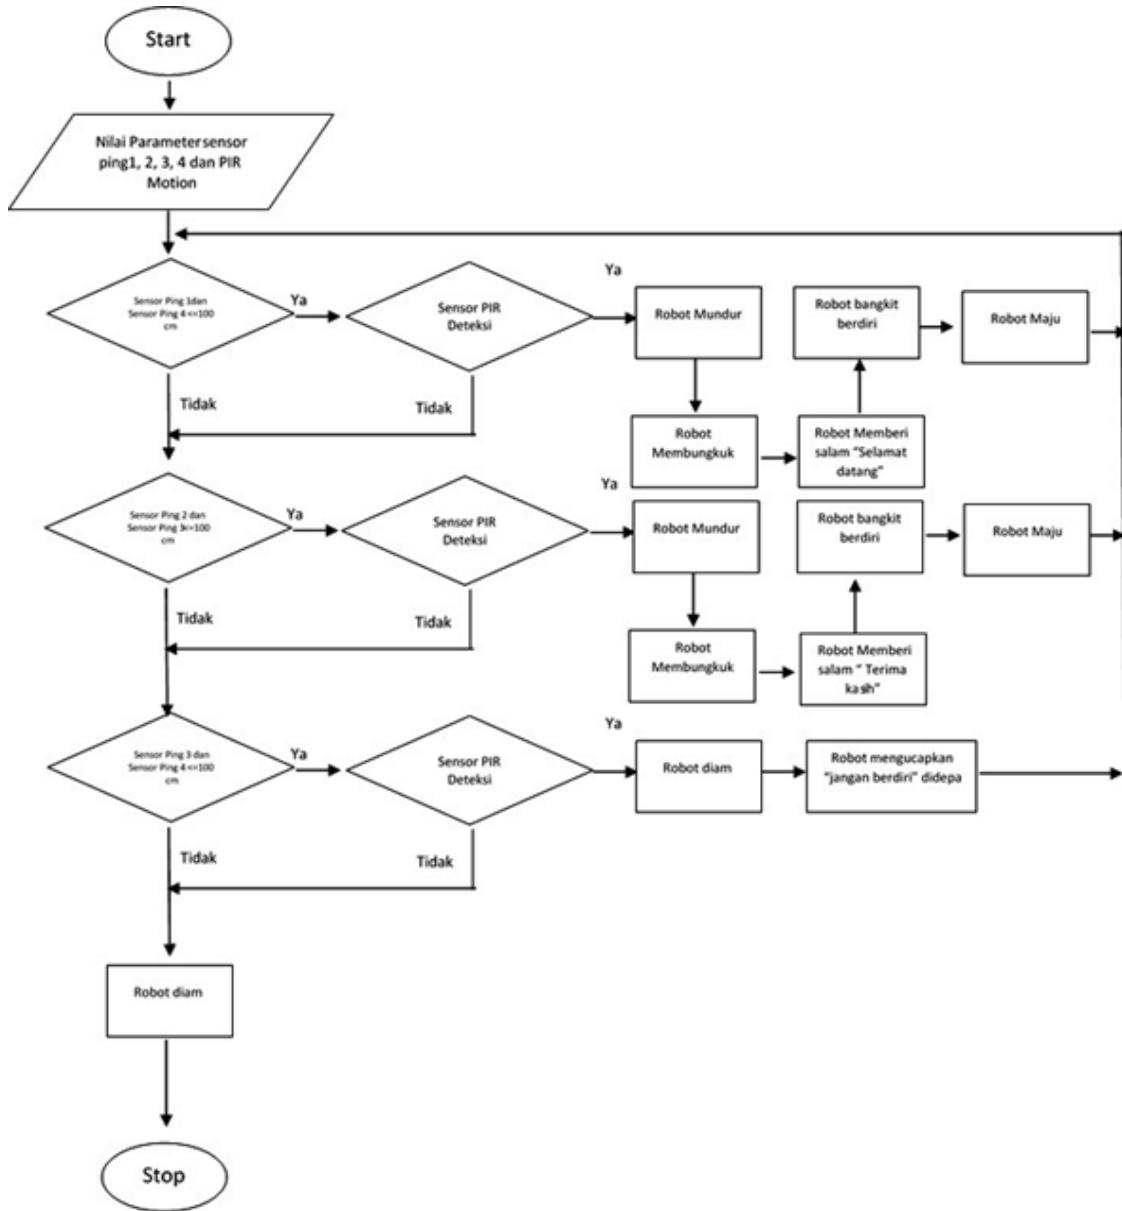 Start
Nilai Parametersensor
ping1, 2, 3, 4 dan PIR
Motion
Sensor Ping 1dan
Sensor Ping 4 <=100
cm
Ya
Sensor PIR
Deteksi
Ya
Robot Mundur
Robot bangkit
berdiri
Robot Maju
Tidak
Tidak
Robot
Membungkuk
Robot Memberi
salam “Selamat
datang”
Sensor Ping 2 dan
Sensor Ping 3<=100
cm
Ya
Sensor PIR
Deteksi
Ya
Robot Mundur
Robot bangkit
berdiri
Robot Maju
Tidak
Tidak
Robot
Membungkuk
Robot Memberi
salam “ Terima
kasih”
Sensor Ping 3 dan
Sensor Ping 4 <=100
cm
Ya
Sensor PIR
Deteksi
Ya
Robot diam
Robot mengucapkan
“jangan berdiri” didepa
Tidak
Tidak
Robot diam
Stop